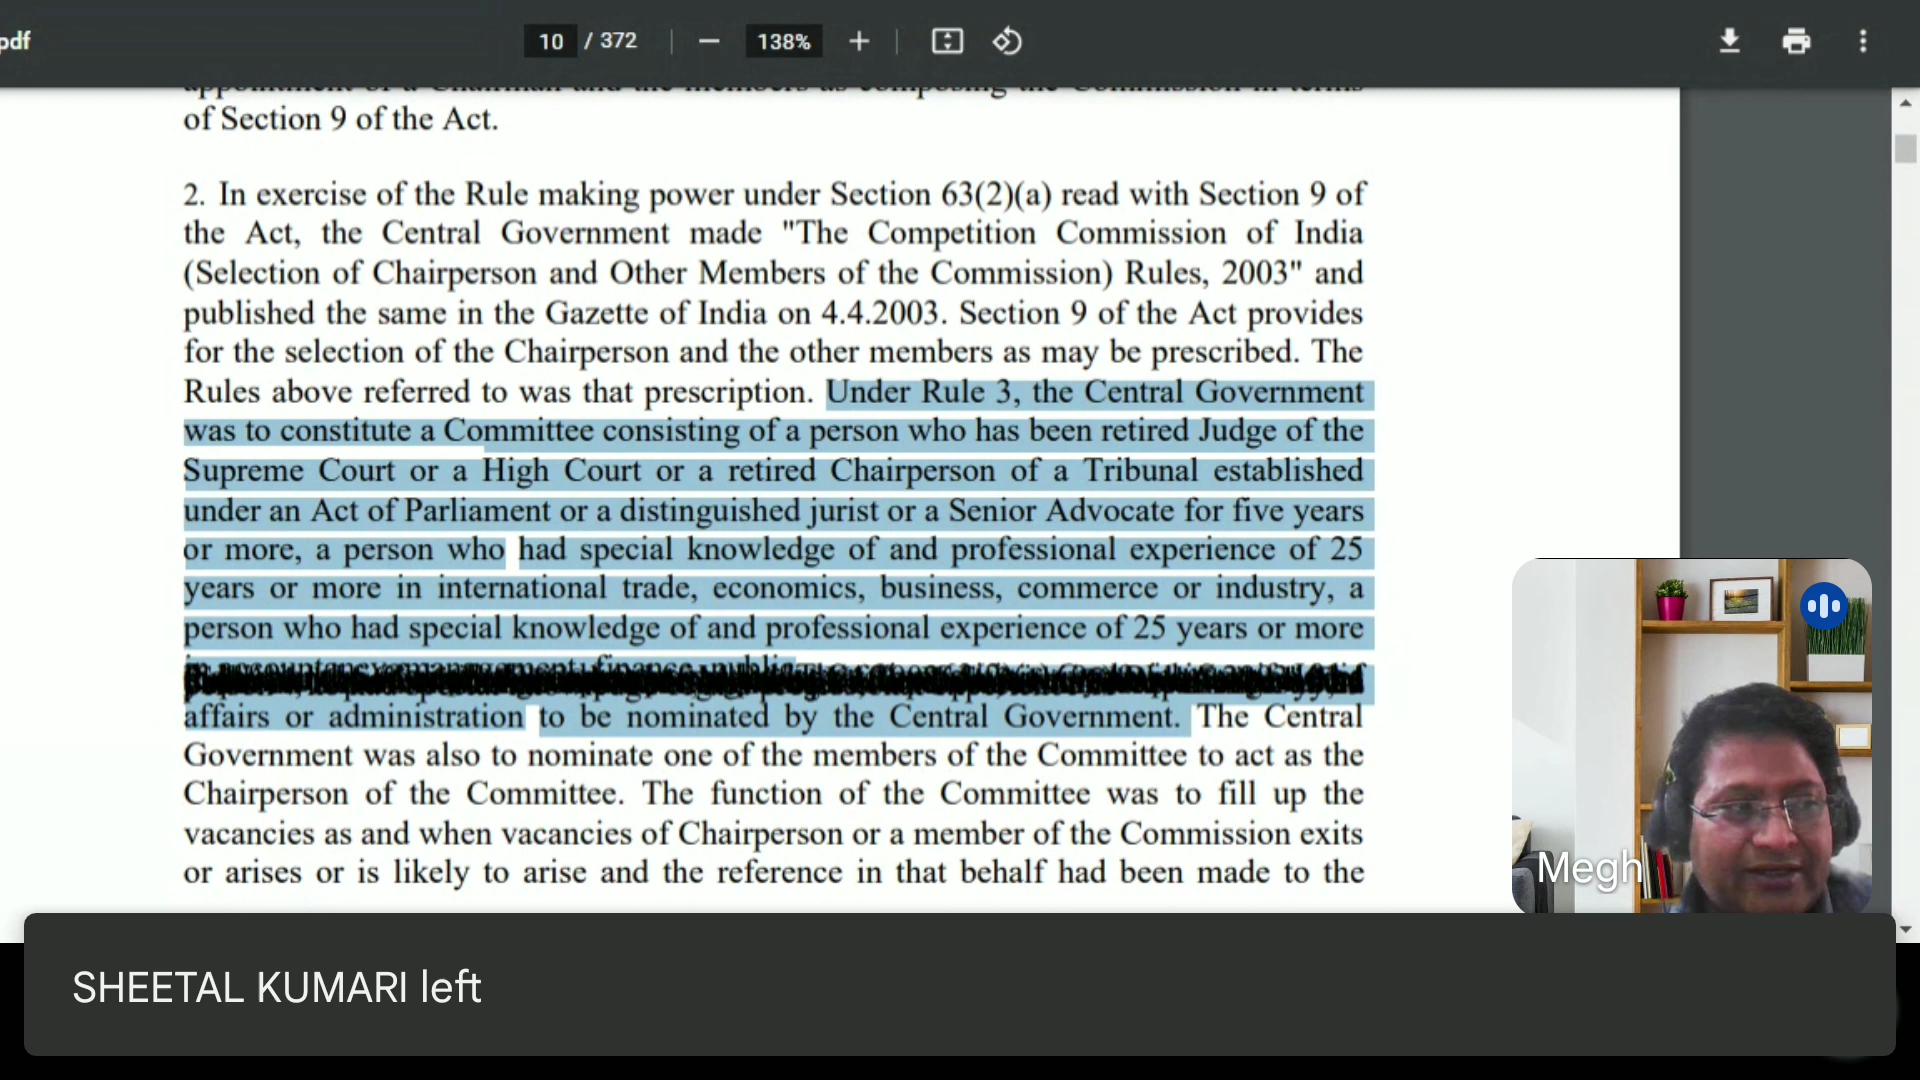 pdf
10 / 372
138%
of Section 9 of the Act.
2. In exercise of the Rule making power under Section 63(2)(a) read with Section 9 of
the Act, the Central Government made "The Competition Commission of India
(Selection of Chairperson and Other Members of the Commission) Rules, 2003" and
published the same in the Gazette of India on 4.4.2003. Section 9 of the Act provides
for the selection of the Chairperson and the other members as may be prescribed. The
Rules above referred to was that prescription. Under Rule 3, the Central Government
was to constitute a Committee consisting of a person who has been retired Judge of the
Supreme Court or a High Court or a retired Chairperson of a Tribunal established
under an Act of Parliament or a distinguished jurist or a Senior Advocate for five years
or more, a person who had special knowledge of and professional experience of 25
years or more in international trade, economics, business, commerce or industry, a
person who had special knowledge of and professional experience of 25 years or more
affairs or administration to be nominated by the Central Government. The Central
Government was also to nominate one of the members of the Committee to act as the
Chairperson of the Committee. The function of the Committee was to fill up the
vacancies as and when vacancies of Chairperson or a member of the Commission exits
or arises or is likely to arise and the reference in that behalf had been made to the
Megh
SHEETAL KUMARI left